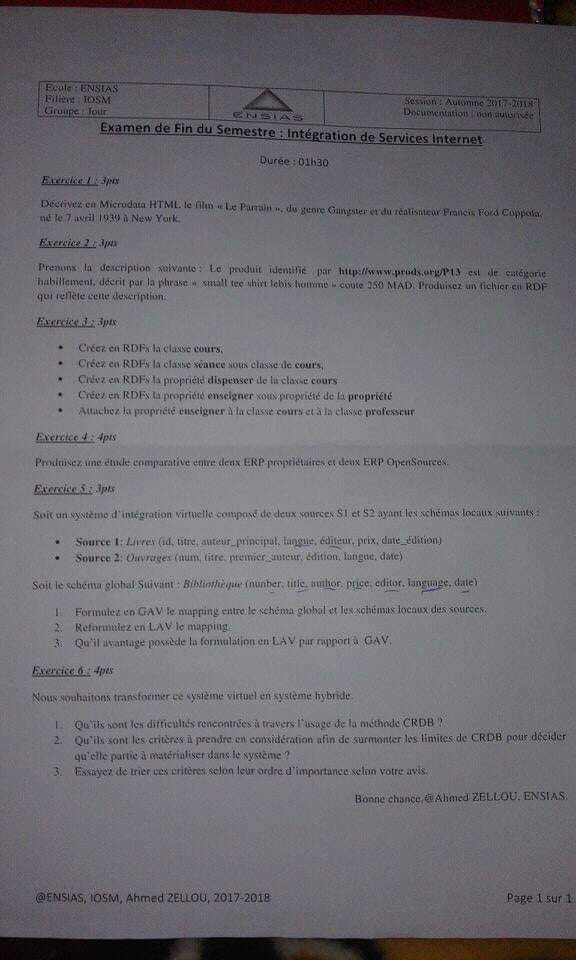 Ecole : ENSIAS
Filière : IOSM
Groupe : Jour
ENSIAS
Session : Automne 2017-2018
Documentation : non autorisée
Examen de Fin du Semestre : Intégration de Services Internet
Durée : 01h30
Exercice 1 : 3pts
Décrivez en Microdata HTML le film « Le Parrain », du genre Gangster et du réalisateur Francis Ford Coppola,
né le 7 avril 1939 à New York.
Exercice 2 : 3pts
Prenons la description suivante : Le produit identifié par http://www.prods.org/P13 est de catégorie
habillement, décrit par la phrase « small tee shirt lebis homme » coute 250 MAD. Produisez un fichier en RDF
qui reflète cette description.
Exercice 3 : 3pts
• Créez en RDFs la classe cours,
• Créez en RDFs la classe séance sous classe de cours,
• Créez en RDFs la propriété dispenser de la classe cours
• Créez en RDFs la propriété enseigner sous propriété de la propriété
• Attachez la propriété enseigner à la classe cours et à la classe professeur
Exercice 4 : 4pts
Produisez une étude comparative entre deux ERP propriétaires et deux ERP OpenSources.
Exercice 5 : 3pts
Soit un système d'intégration virtuelle composé de deux sources S1 et S2 ayant les schémas locaux suivants :
• Source 1: Livres (id, titre, auteur_principal, langue, éditeur, prix, date_édition)
• Source 2: Ouvrages (num, titre, premier_auteur, édition, langue, date)
Soit le schéma global Suivant : Bibliothèque (nunber, title, author, price, editor, language, date)
1. Formulez en GAV le mapping entre le schéma global et les schémas locaux des sources.
2. Reformulez en LAV le mapping.
3. Qu'il avantage possède la formulation en LAV par rapport à GAV.
Exercice 6 : 4pts
Nous souhaitons transformer ce système virtuel en système hybride.
1. Qu'ils sont les difficultés rencontrées à travers l'usage de la méthode CRDB ?
2. Qu'ils sont les critères à prendre en considération afin de surmonter les limites de CRDB pour décider
qu'elle partie à matérialiser dans le système ?
3. Essayez de trier ces critères selon leur ordre d'importance selon votre avis.
Bonne chance,@Ahmed ZELLOU, ENSIAS.
@ENSIAS, IOSM, Ahmed ZELLOU, 2017-2018
Page 1 sur 1